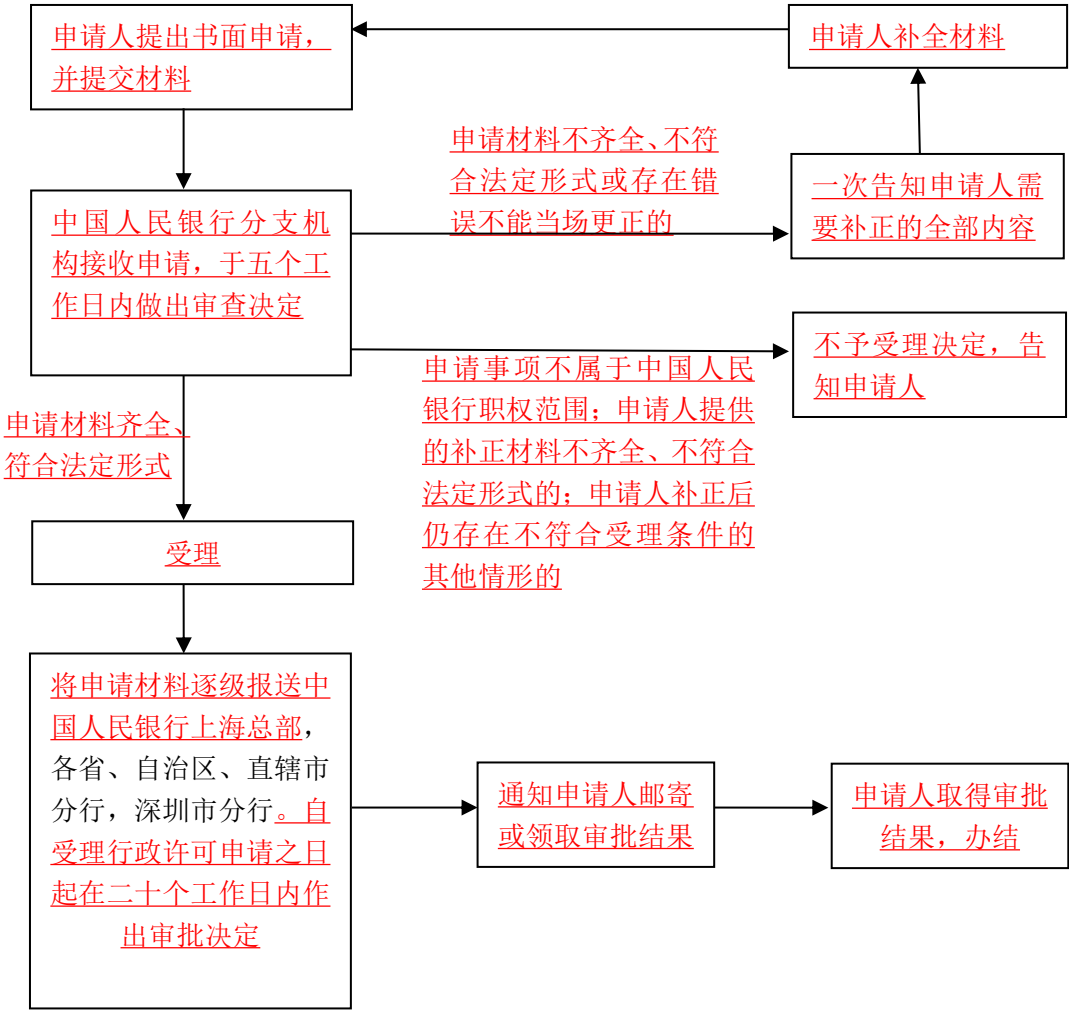 申请人提出书面申请，
并提交材料
申请人补全材料
申请材料不齐全、不符
合法定形式或存在错
误不能当场更正的
一次告知申请人需
要补正的全部内容
中国人民银行分支机
构接收申请，于五个工
作日内做出审查决定
不予受理决定，告
知申请人
申请事项不属于中国人民
银行职权范围；申请人提供
的补正材料不齐全、不符合
法定形式的；申请人补正后
仍存在不符合受理条件的
其他情形的
申请材料齐全、
符合法定形式
受理
将申请材料逐级报送中
国人民银行上海总部，
各省、自治区、直辖市
分行，深圳市分行。自
受理行政许可申请之日
起在二十个工作日内作
出审批决定
通知申请人邮寄
或领取审批结果
申请人取得审批
结果，办结